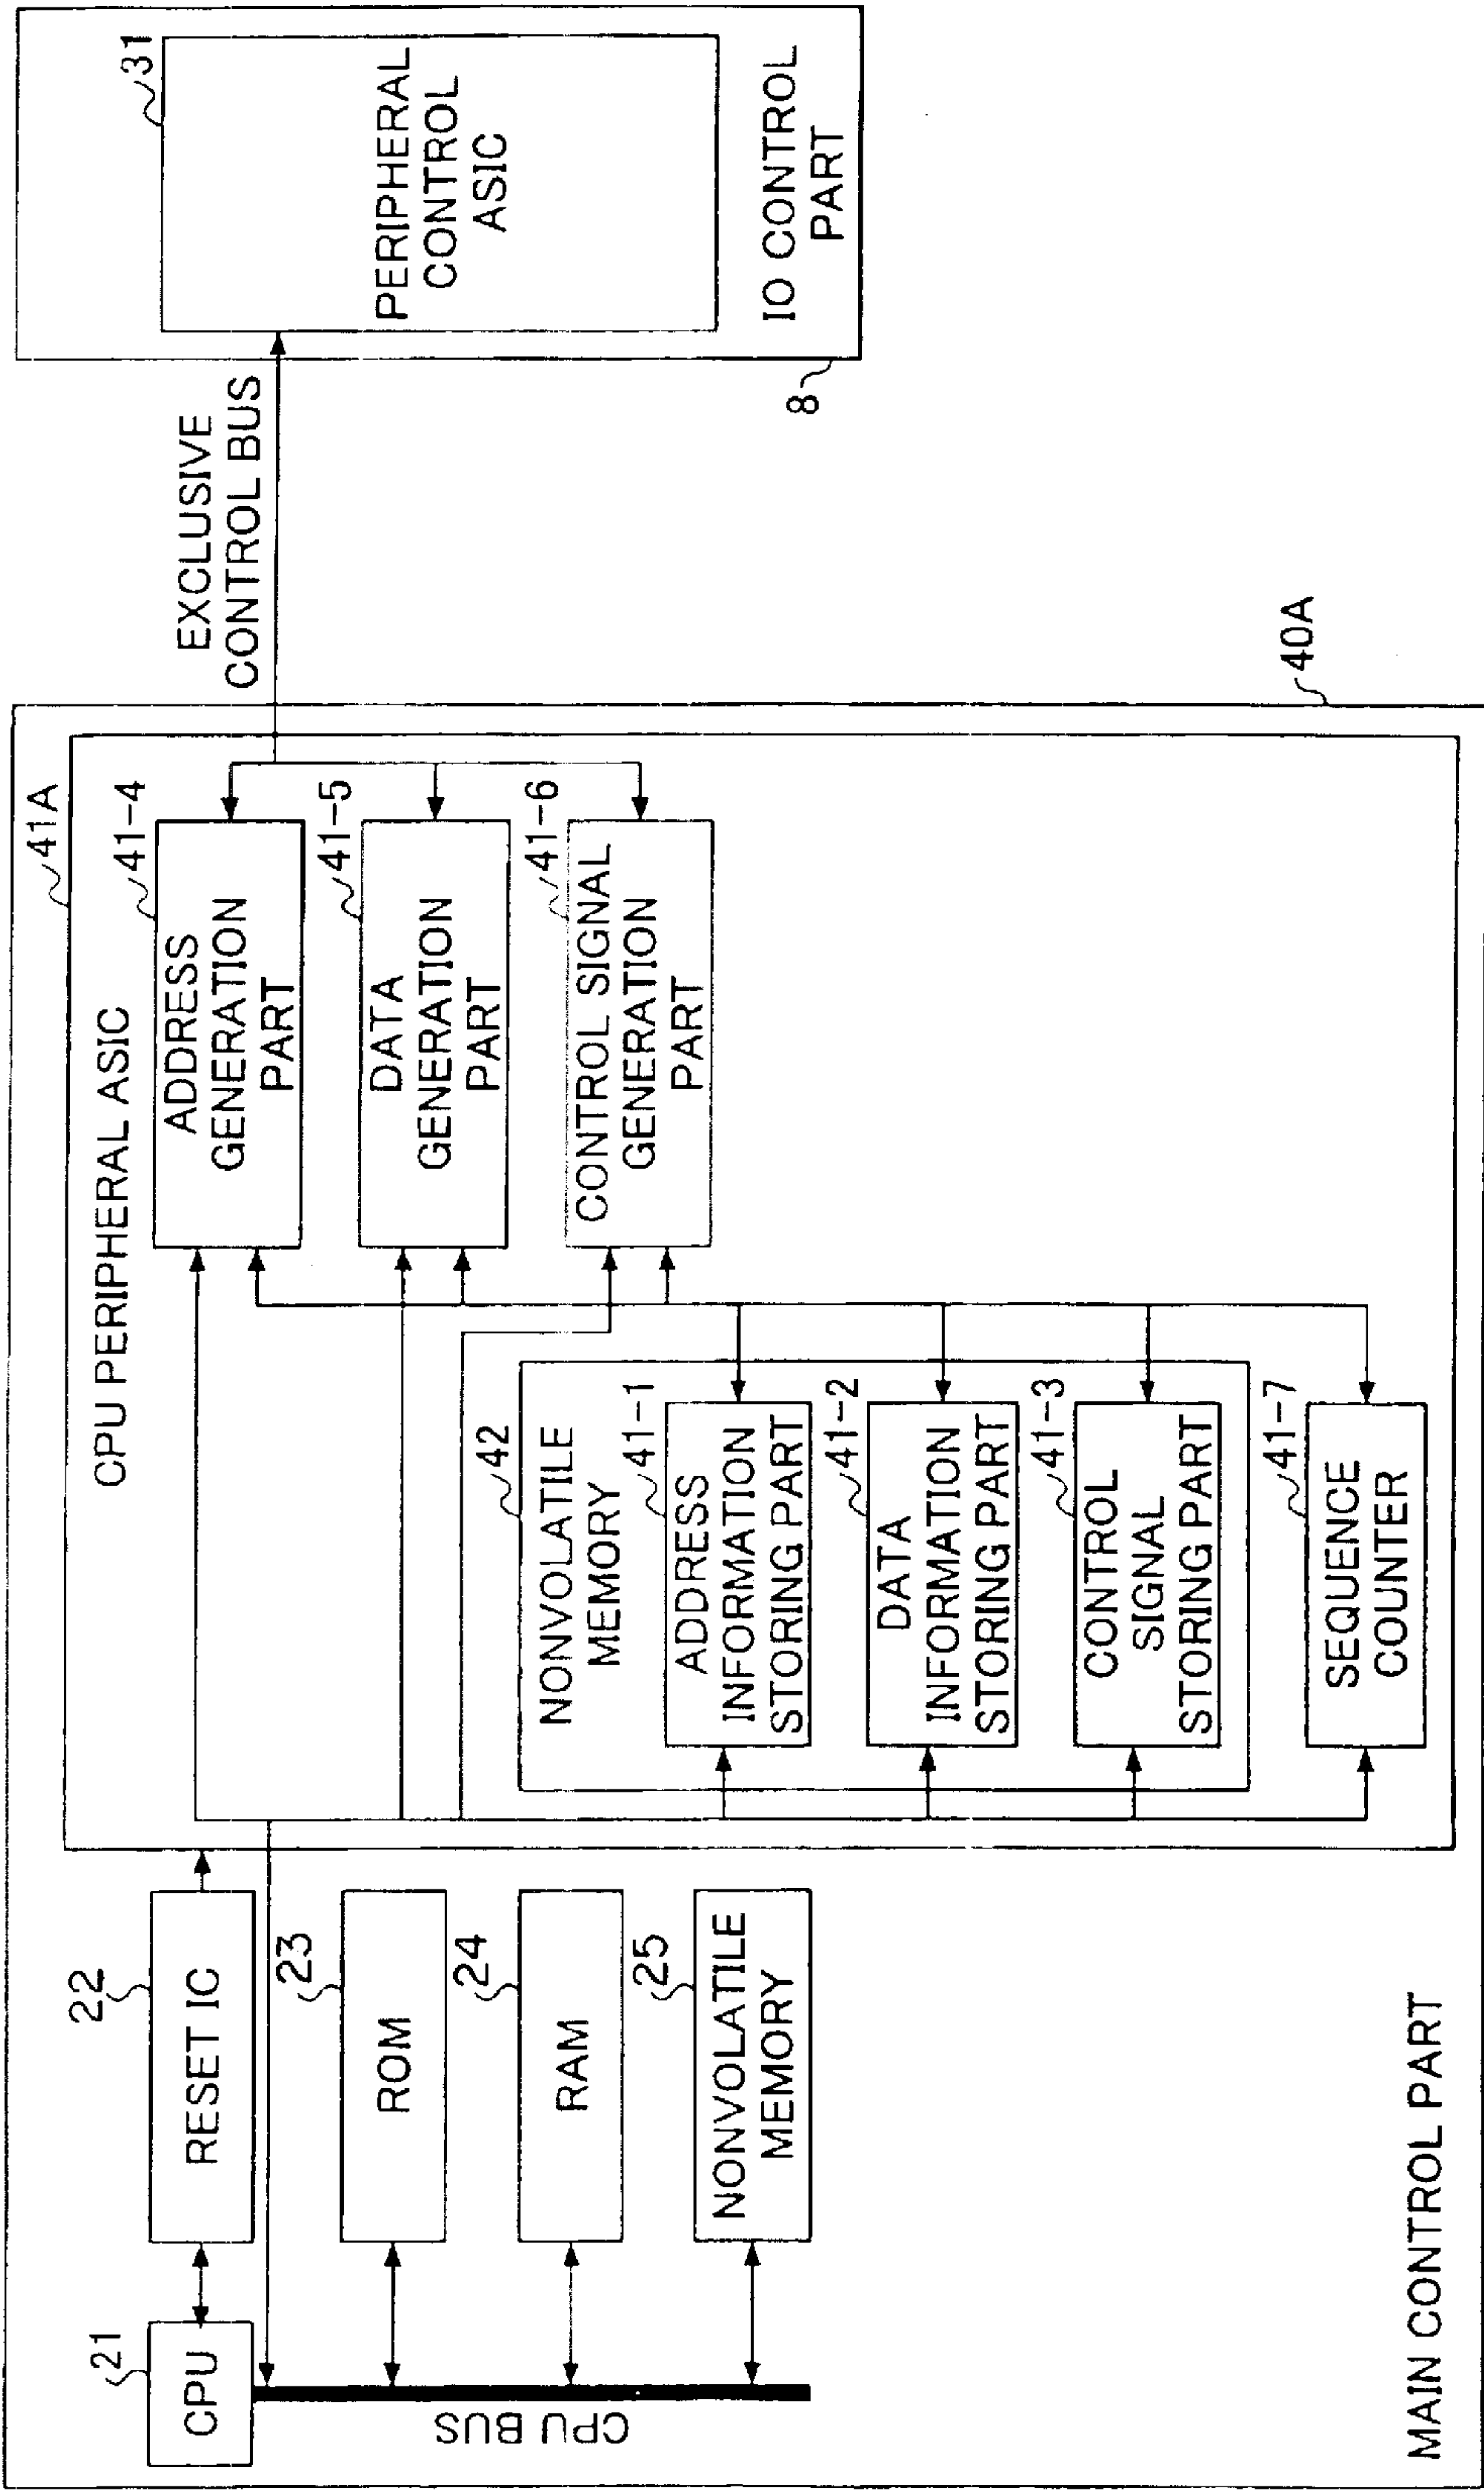 21
CPU
22
RESET IC
23
ROM
24
RAM
25
NONVOLATILE
MEMORY
CPU BUS
MAIN CONTROL PART
40A
41A
CPU PERIPHERAL ASIC
41-4
ADDRESS
GENERATION
PART
41-5
DATA
GENERATION
PART
41-6
CONTROL SIGNAL
GENERATION
PART
42
NONVOLATILE
MEMORY
41-1
ADDRESS
INFORMATION
STORING PART
41-2
DATA
INFORMATION
STORING PART
41-3
CONTROL
SIGNAL
STORING PART
41-7
SEQUENCE
COUNTER
EXCLUSIVE
CONTROL BUS
31
PERIPHERAL
CONTROL
ASIC
IO CONTROL
PART
8